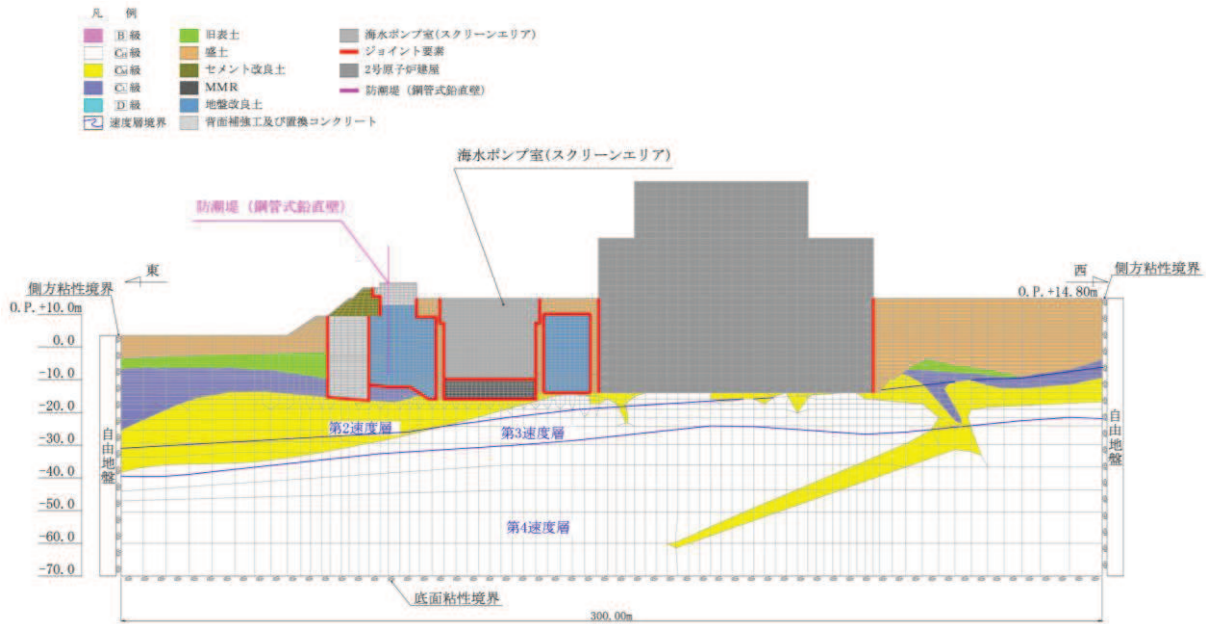 凡 例
B 級
CH 級
CM 級
CL 級
D 級
速度層境界
旧表土
盛土
セメント改良土
MMR
地盤改良土
背面補強工及び置換コンクリート
海水ポンプ室(スクリーンエリア)
ジョイント要素
2号原子炉建屋
防潮堤（鋼管式鉛直壁）
海水ポンプ室(スクリーンエリア)
防潮堤（鋼管式鉛直壁）
東
西
側方粘性境界
側方粘性境界
O.P.+10.0m
O.P.+14.80m
0.0
-10.0
-20.0
-30.0
-40.0
-50.0
-60.0
-70.0
自由地盤
自由地盤
第2速度層
第3速度層
第4速度層
底面粘性境界
300.00m